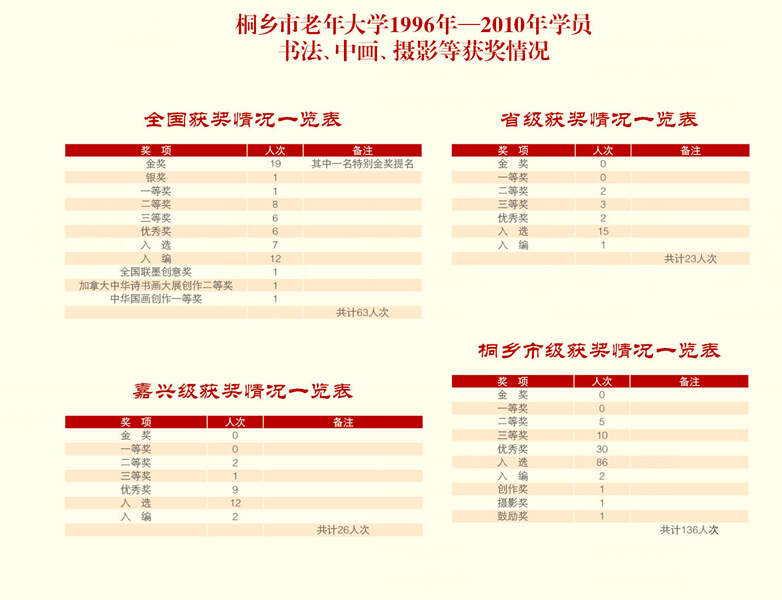 桐乡市老年大学1996年—2010年学员
书法、中画、摄影等获奖情况
全国获奖情况一览表
奖 项 人次 备注
金奖 19 其中一名特别金奖提名
银奖 1
一等奖 1
二等奖 8
三等奖 6
优秀奖 6
入 选 7
入 编 12
全国联墨创意奖 1
加拿大中华诗书画大展创作二等奖 1
中华国画创作一等奖 1
共计63人次
省级获奖情况一览表
奖 项 人次 备注
金 奖 0
一等奖 0
二等奖 2
三等奖 3
优秀奖 2
入 选 15
入 编 1
共计23人次
嘉兴级获奖情况一览表
奖 项 人次 备注
金 奖 0
一等奖 0
二等奖 2
三等奖 1
优秀奖 9
入 选 12
入 编 2
共计26人次
桐乡市级获奖情况一览表
奖 项 人次 备注
金 奖 0
一等奖 0
二等奖 5
三等奖 10
优秀奖 30
入 选 86
入 编 2
创作奖 1
摄影奖 1
鼓励奖 1
共计136人次